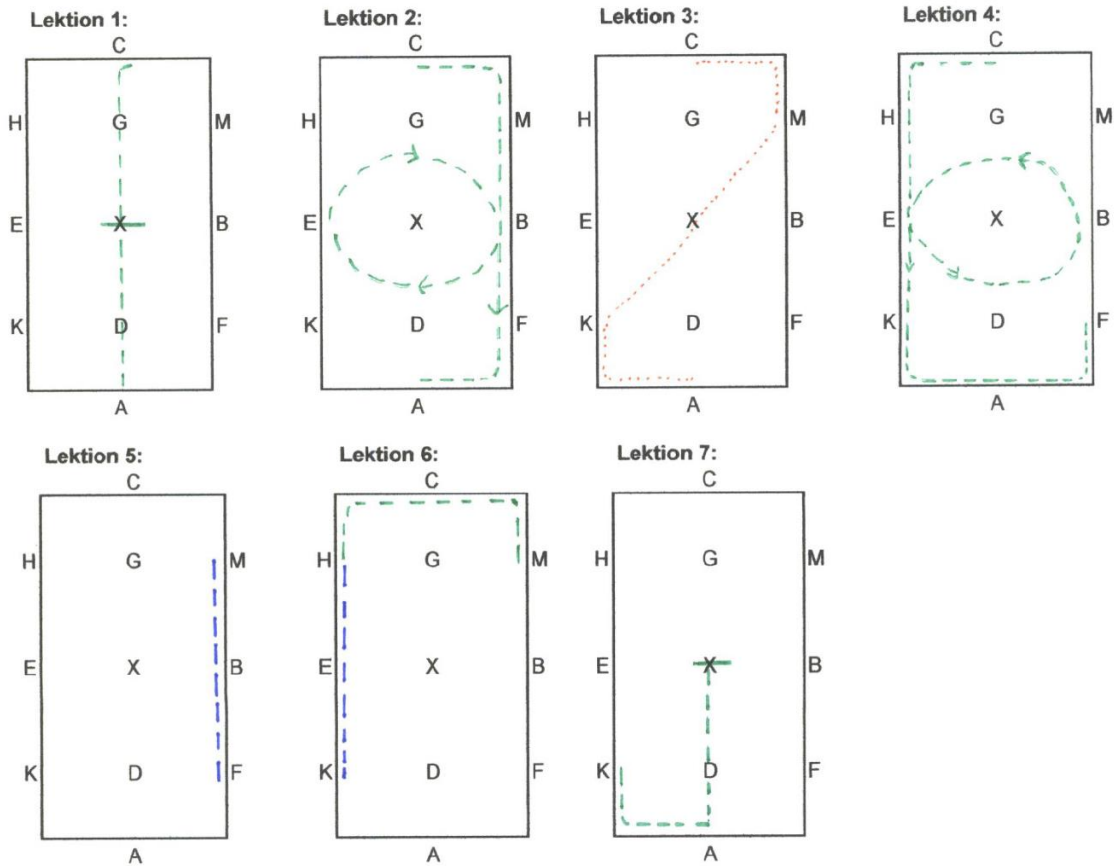 Lektion 1: Lektion 2: Lektion 3: Lektion 4:
C C C C
H G M H G M H G M H G M
E X B E X B E X B E X B
K D F K D F K D F K D F
A A A A
Lektion 5: Lektion 6: Lektion 7:
C C C
H G M H G M H G M
E X B E X B E X B
K D F K D F K D F
A A A